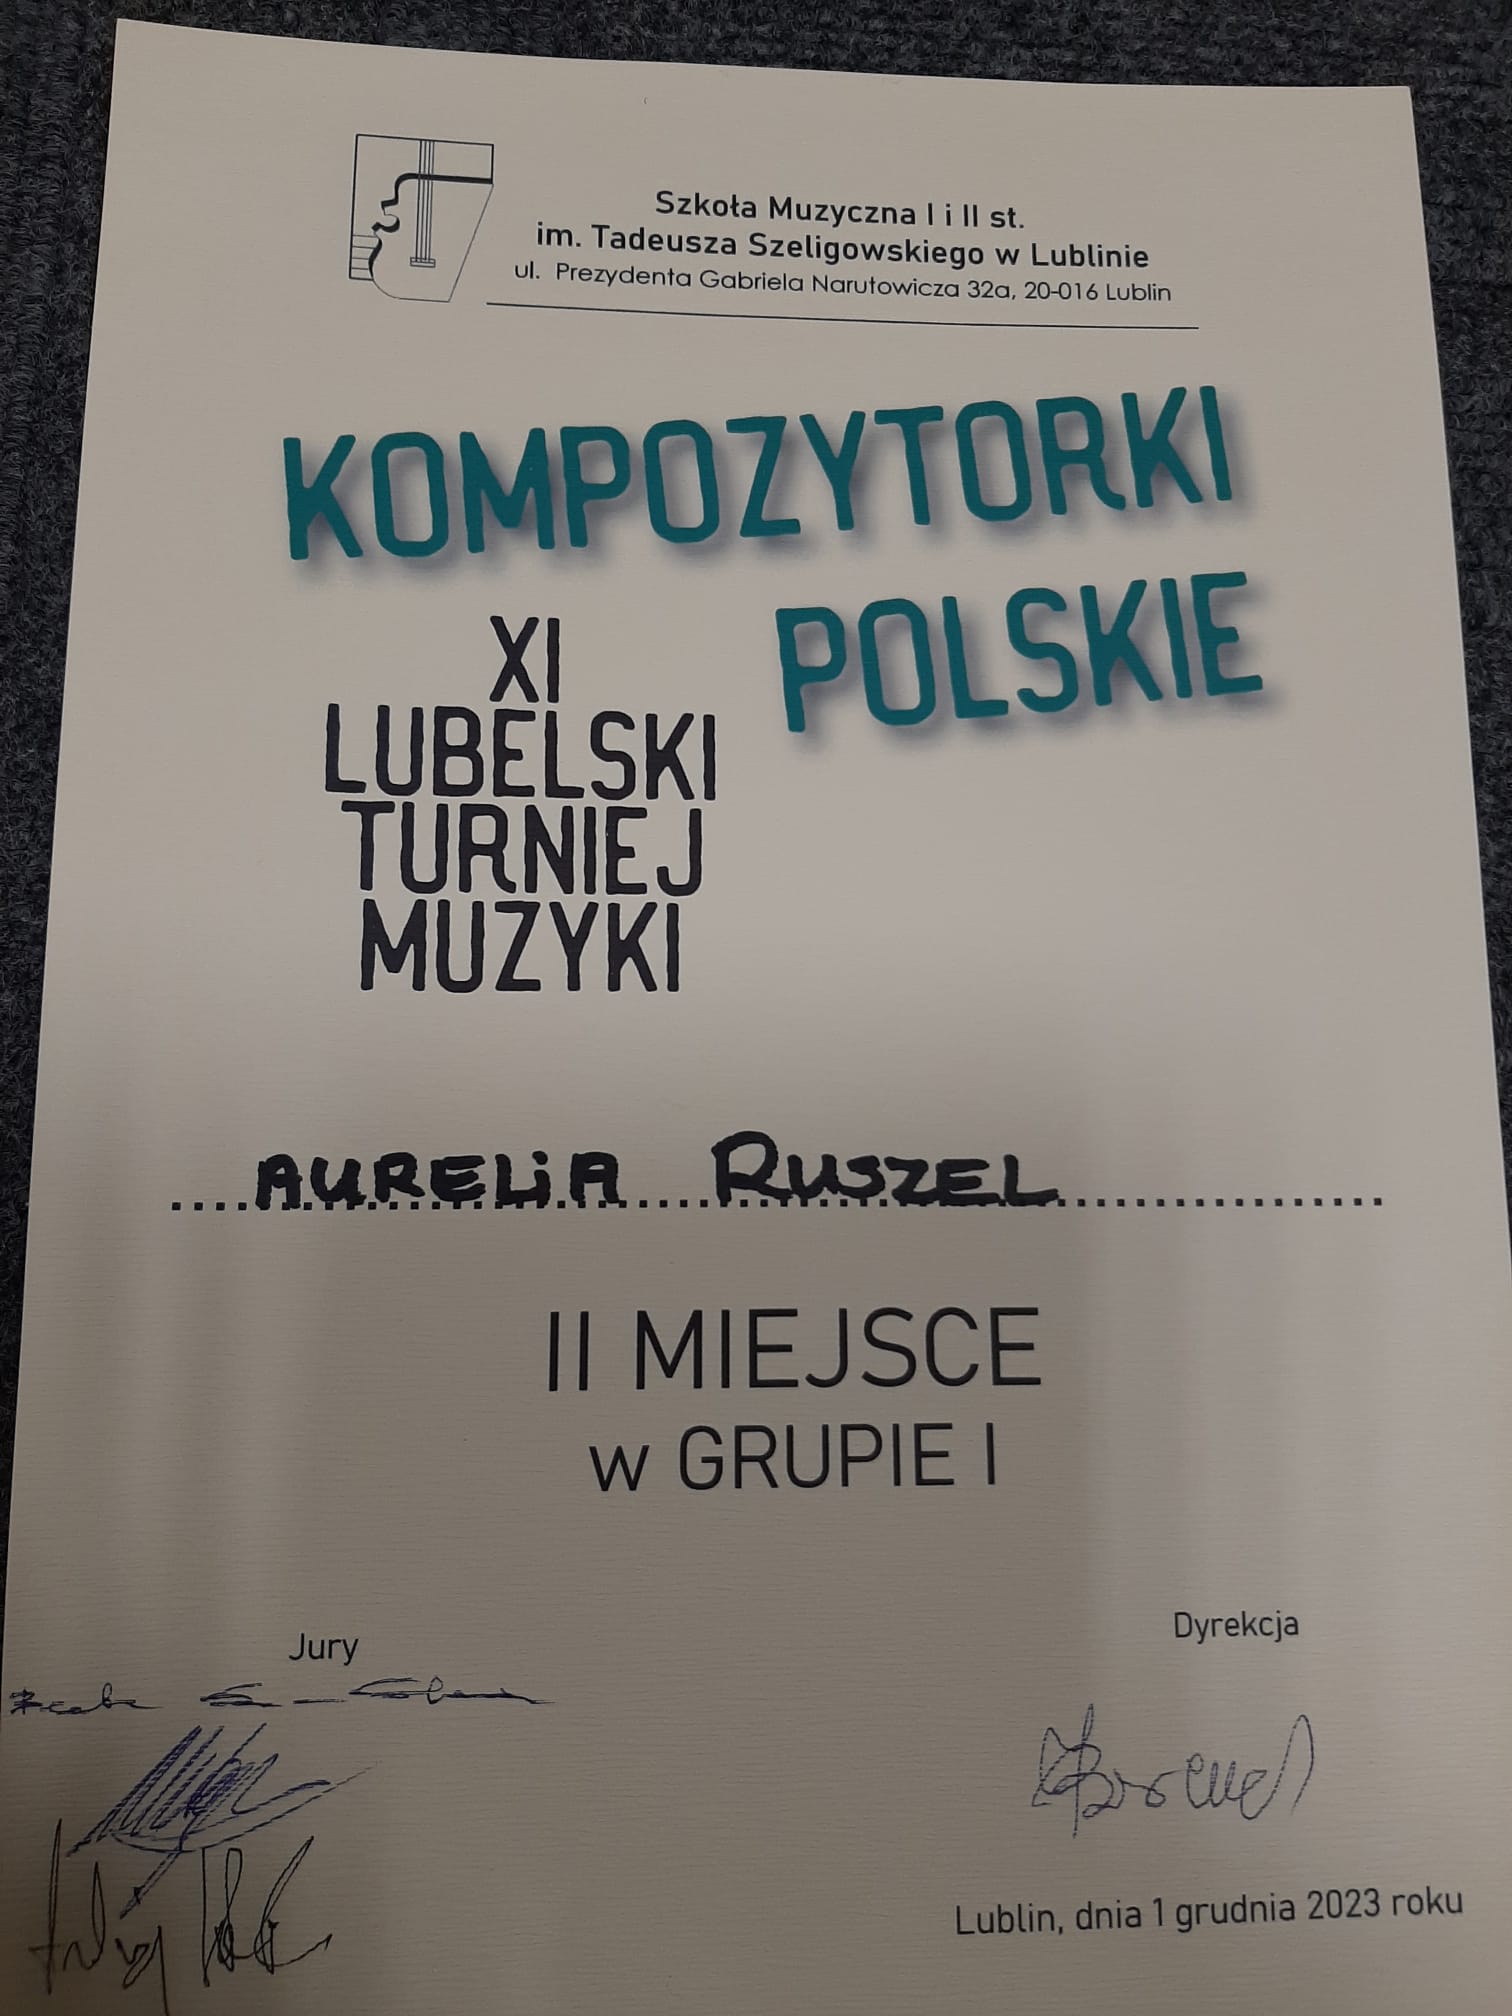 Szkoła Muzyczna I i II st.
im. Tadeusza Szeligowskiego w Lublinie
ul. Prezydenta Gabriela Narutowicza 32a, 20-016 Lublin
KOMPOZYTORKI
POLSKIE
XI
LUBELSKI
TURNIEJ
MUZYKI
AURELiA RUSZEL
II MIEJSCE
w GRUPIE I
Jury
Dyrekcja
Lublin, dnia 1 grudnia 2023 roku